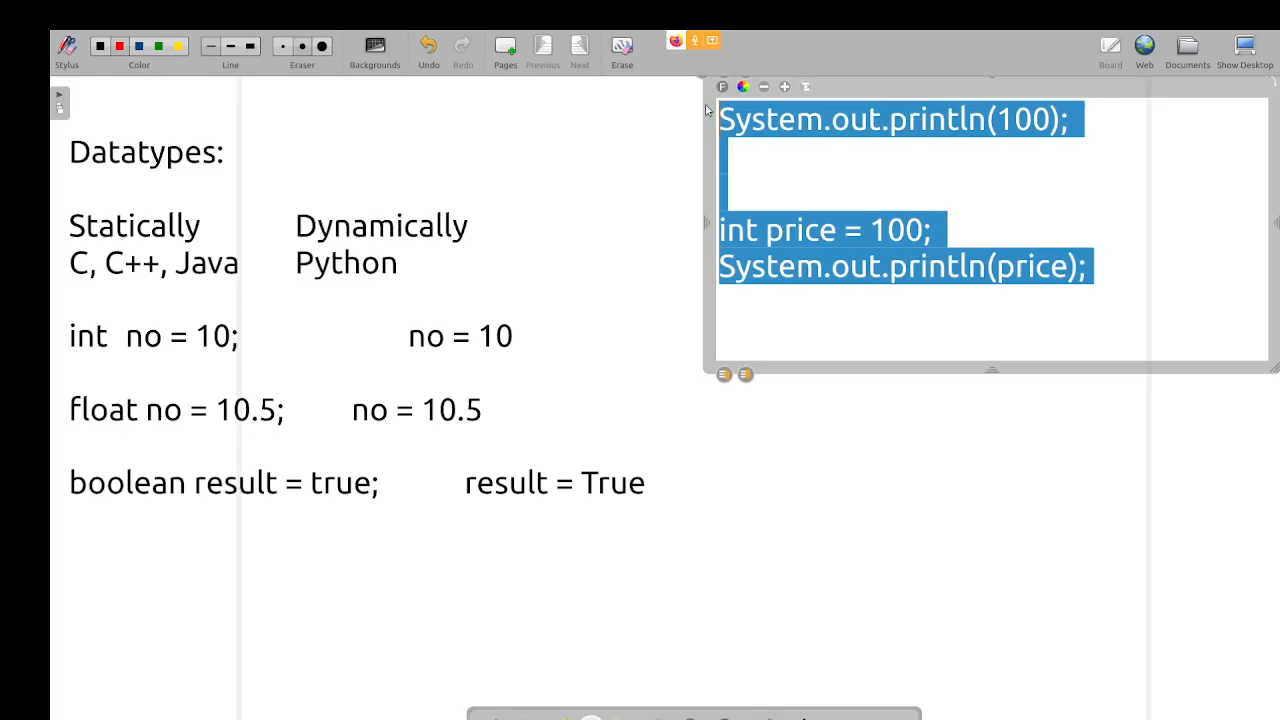 Stylus Color Line Eraser Backgrounds Undo Redo Pages Previous Next Erase Board Web Documents Show Desktop
F
System.out.println(100);
int price = 100;
System.out.println(price);
Datatypes:
Statically Dynamically
C, C++, Java Python
int no = 10; no = 10
float no = 10.5; no = 10.5
boolean result = true; result = True